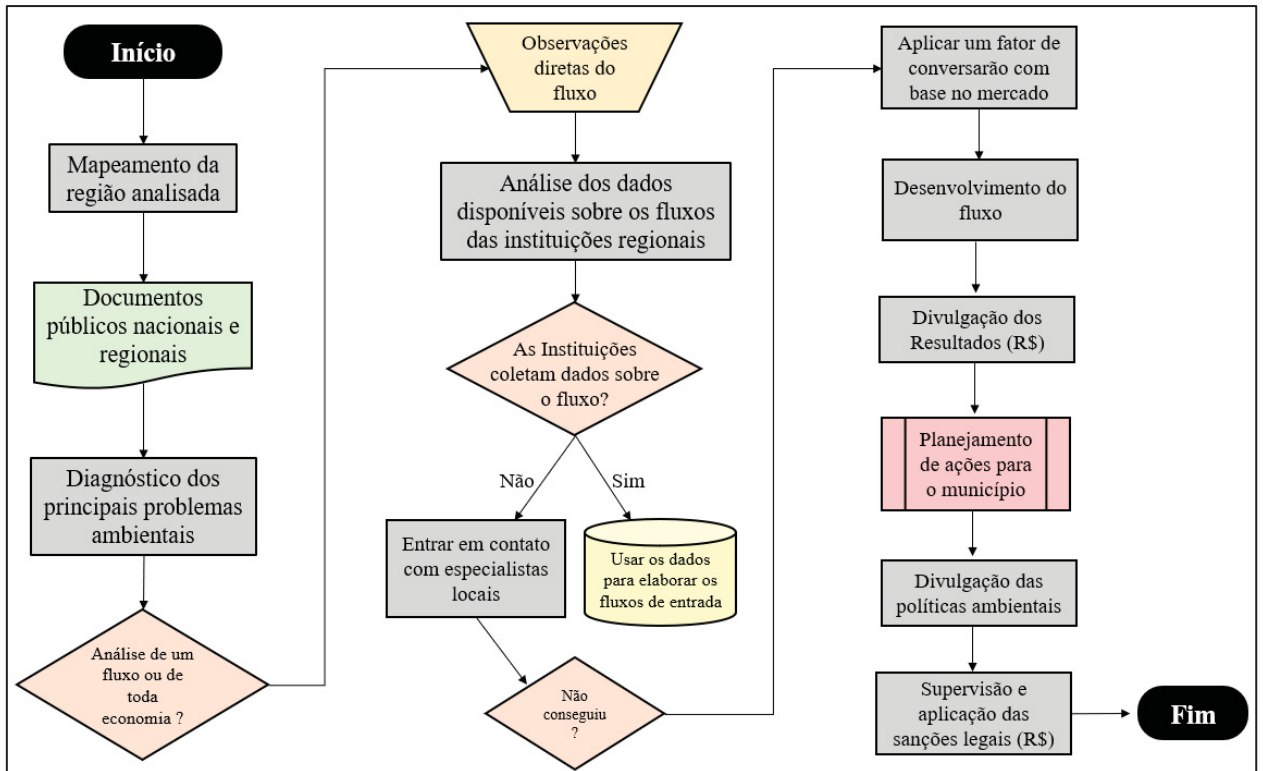 Início
Mapeamento da
região analisada
Documentos
públicos nacionais e
regionais
Diagnóstico dos
principais problemas
ambientais
Análise de um
fluxo ou de
toda
economia ?
Observações
diretas do
fluxo
Análise dos dados
disponíveis sobre os fluxos
das instituições regionais
As Instituições
coletam dados sobre
o fluxo?
Não
Sim
Entrar em contato
com especialistas
locais
Usar os dados
para elaborar os
fluxos de entrada
Não
conseguiu
?
Aplicar um fator de
conversarão com
base no mercado
Desenvolvimento do
fluxo
Divulgação dos
Resultados (R$)
Planejamento
de ações para
o município
Divulgação das
políticas ambientais
Supervisão e
aplicação das
sanções legais (R$)
Fim